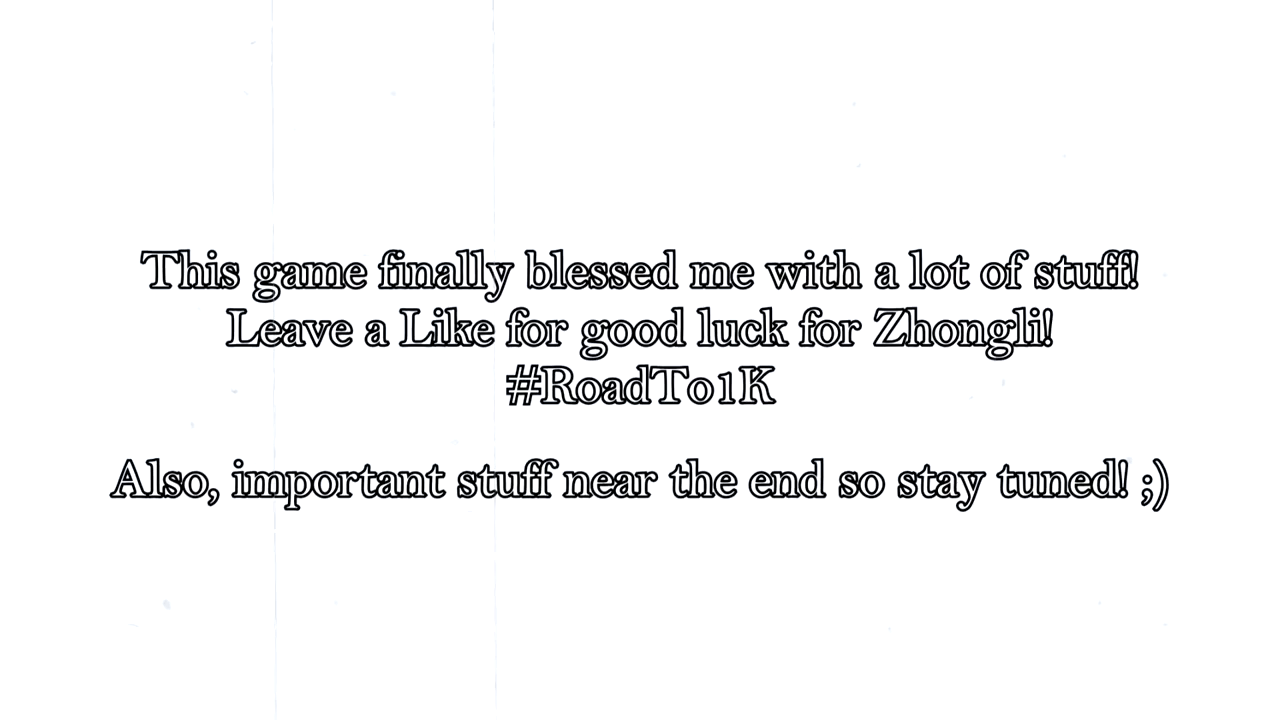 This game finally blessed me with a lot of stuff!
Leave a Like for good luck for Zhongli!
#RoadTo1K
Also, important stuff near the end so stay tuned! ;)